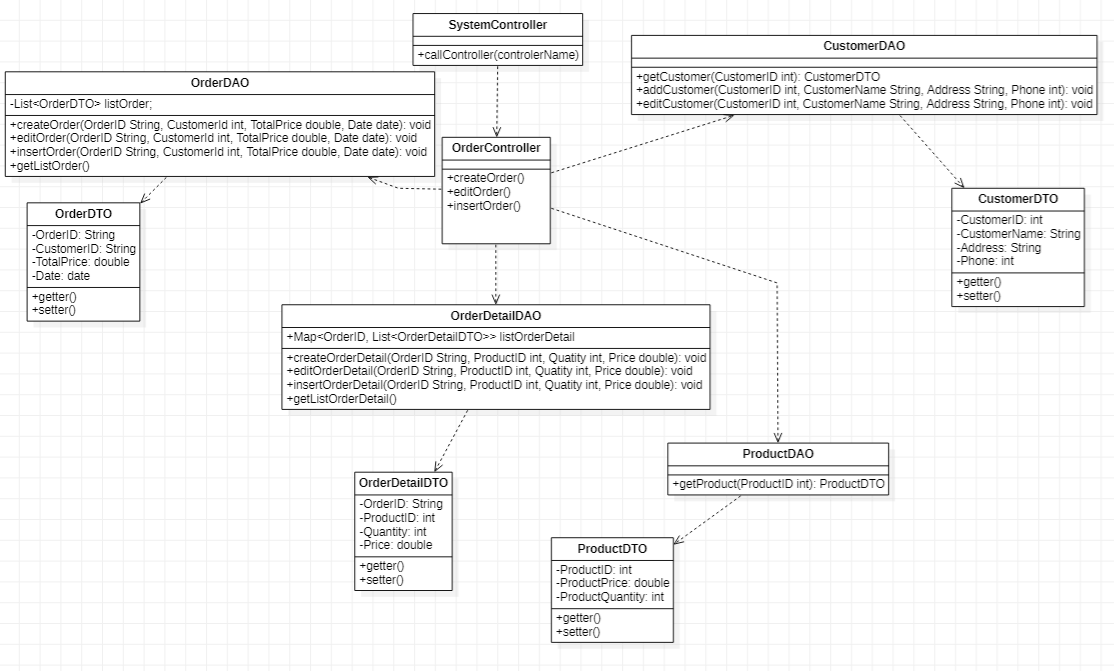 SystemController
+callController(controlerName)
CustomerDAO
+getCustomer(CustomerID int): CustomerDTO
+addCustomer(CustomerID int, CustomerName String, Address String, Phone int): void
+editCustomer(CustomerID int, CustomerName String, Address String, Phone int): void
OrderDAO
-List<OrderDTO> listOrder;
+createOrder(OrderID String, CustomerId int, TotalPrice double, Date date): void
+editOrder(OrderID String, CustomerId int, TotalPrice double, Date date): void
+insertOrder(OrderID String, CustomerId int, TotalPrice double, Date date): void
+getListOrder()
OrderController
+createOrder()
+editOrder()
+insertOrder()
OrderDTO
-OrderID: String
-CustomerID: String
-TotalPrice: double
-Date: date
+getter()
+setter()
CustomerDTO
-CustomerID: int
-CustomerName: String
-Address: String
-Phone: int
+getter()
+setter()
OrderDetailDAO
+Map<OrderID, List<OrderDetailDTO>> listOrderDetail
+createOrderDetail(OrderID String, ProductID int, Quatity int, Price double): void
+editOrderDetail(OrderID String, ProductID int, Quatity int, Price double): void
+insertOrderDetail(OrderID String, ProductID int, Quatity int, Price double): void
+getListOrderDetail()
ProductDAO
+getProduct(ProductID int): ProductDTO
OrderDetailDTO
-OrderID: String
-ProductID: int
-Quantity: int
-Price: double
+getter()
+setter()
ProductDTO
-ProductID: int
-ProductPrice: double
-ProductQuantity: int
+getter()
+setter()